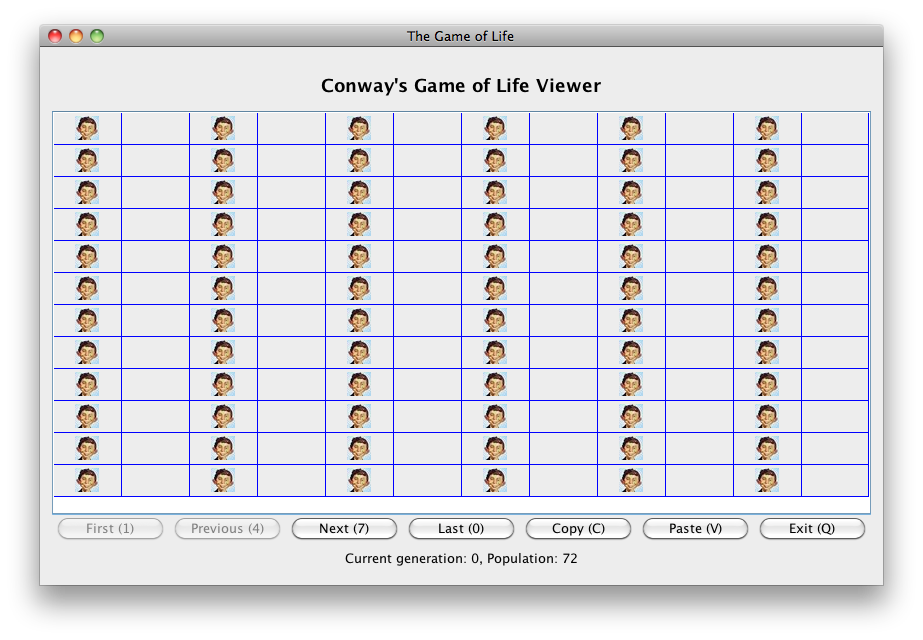 The Game of Life
Conway's Game of Life Viewer
First (1) Previous (4) Next (7) Last (0) Copy (C) Paste (V) Exit (Q)
Current generation: 0, Population: 72